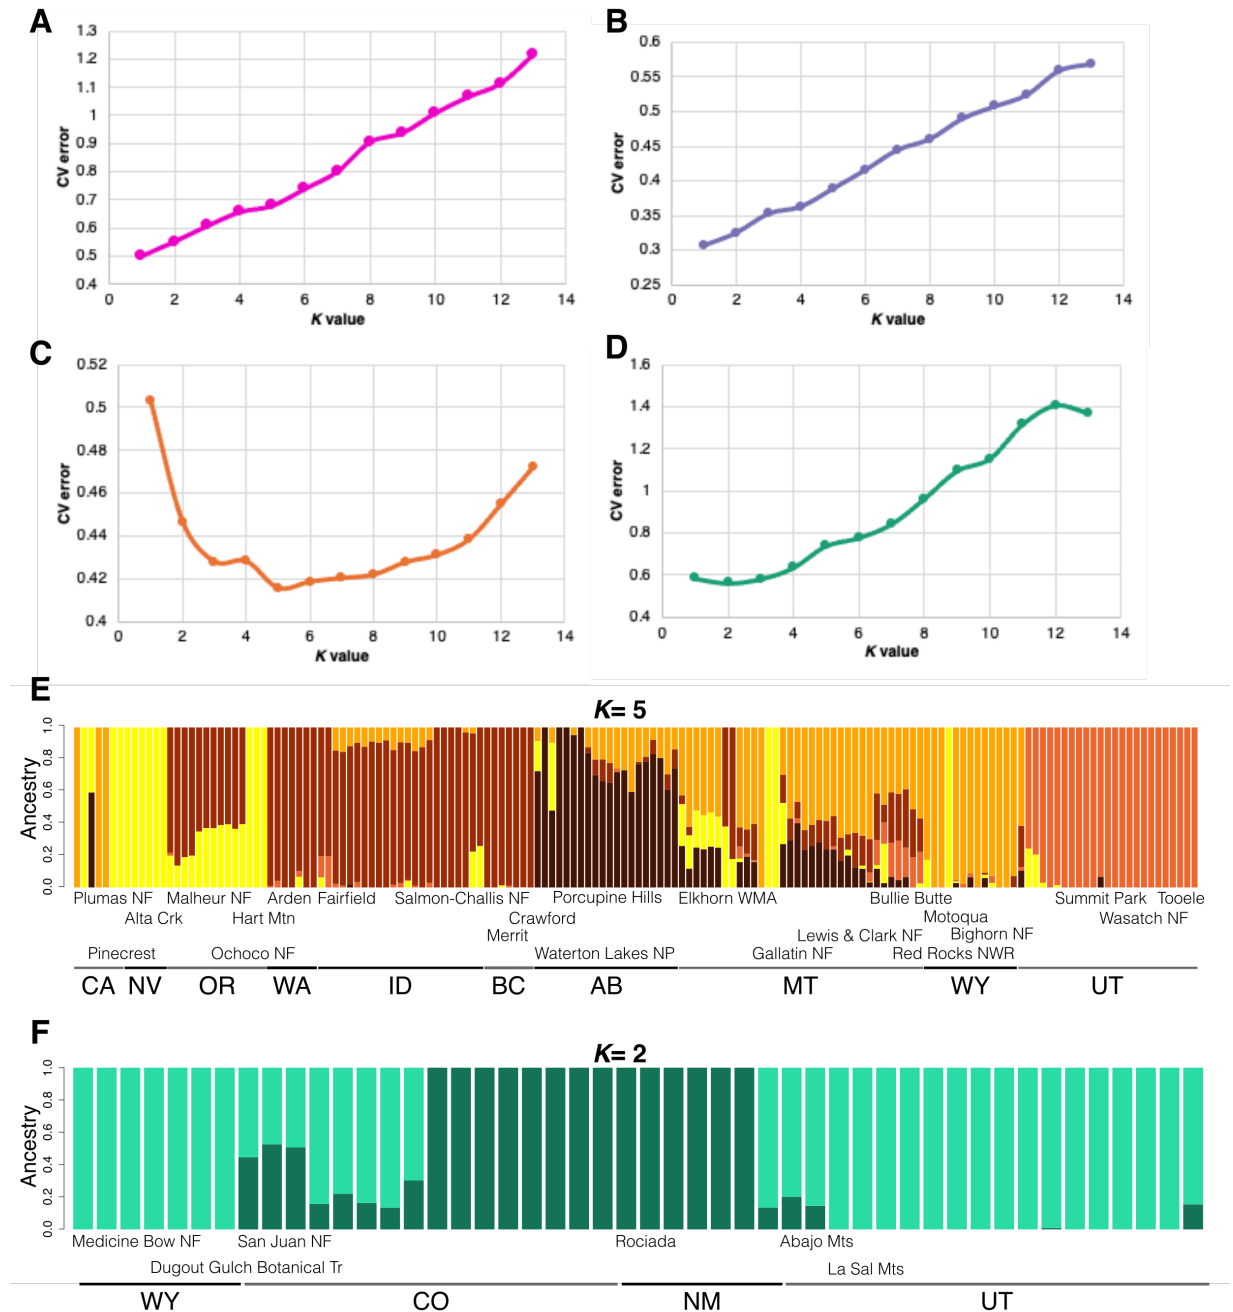 A
1.3
1.2
1.1
1
0.9
0.8
0.7
0.6
0.5
0.4
CV error
0 2 4 6 8 10 12 14
K value
B
0.6
0.55
0.5
0.45
0.4
0.35
0.3
0.25
CV error
0 2 4 6 8 10 12 14
K value
C
0.52
0.5
0.48
0.46
0.44
0.42
0.4
CV error
0 2 4 6 8 10 12 14
K value
D
1.6
1.4
1.2
1
0.8
0.6
0.4
CV error
0 2 4 6 8 10 12 14
K value
E
K= 5
1.0
0.8
0.6
0.4
0.2
0.0
Ancestry
Plumas NF Malheur NF Arden Fairfield Salmon-Challis NF Porcupine Hills Elkhorn WMA Bullie Butte Summit Park Tooele
Alta Crk Hart Mtn Crawford Motoqua Wasatch NF
Merrit Lewis & Clark NF Bighorn NF
Pinecrest Ochoco NF Waterton Lakes NP Gallatin NF Red Rocks NWR
CA NV OR WA ID BC AB MT WY UT
F
K= 2
1.0
0.8
0.6
0.4
0.2
0.0
Ancestry
Medicine Bow NF San Juan NF Rociada Abajo Mts
Dugout Gulch Botanical Tr La Sal Mts
WY CO NM UT